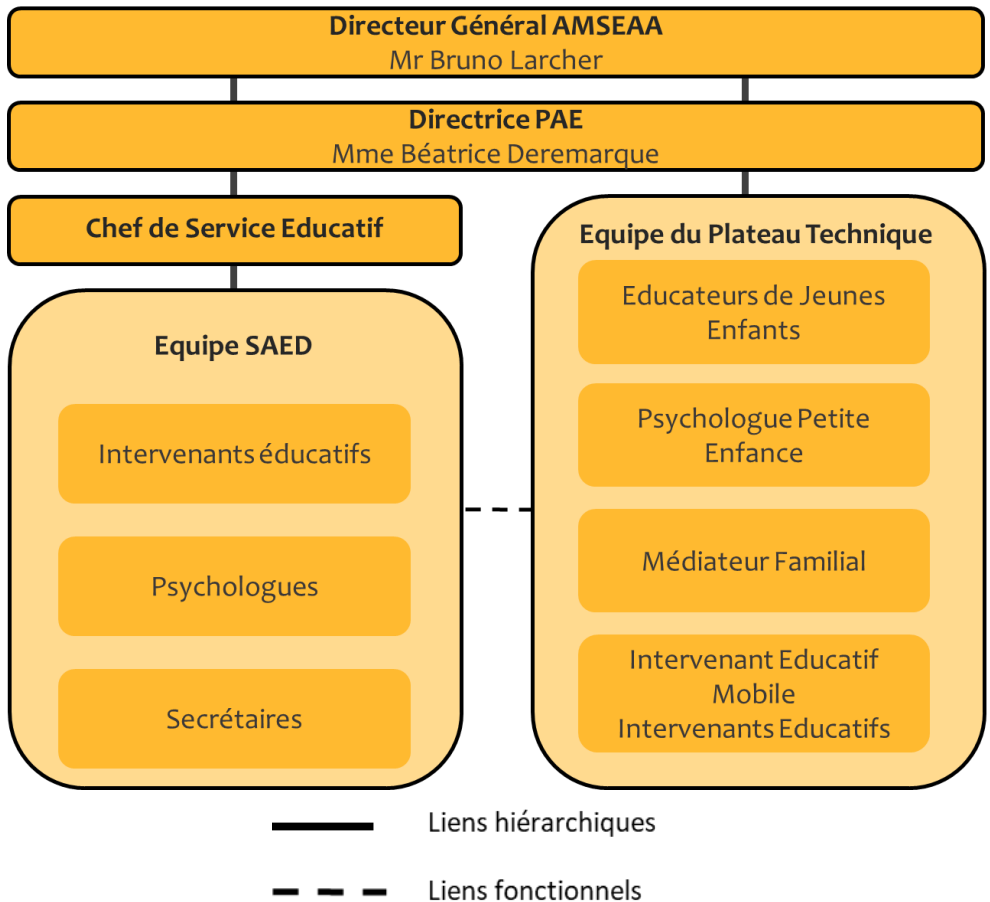 Directeur Général AMSEAA
Mr Bruno Larcher
Directrice PAE
Mme Béatrice Deremarque
Chef de Service Educatif
Equipe SAED
Intervenants éducatifs
Psychologues
Secrétaires
Equipe du Plateau Technique
Educateurs de Jeunes
Enfants
Psychologue Petite
Enfance
Médiateur Familial
Intervenant Educatif
Mobile
Intervenants Educatifs
Liens hiérarchiques
Liens fonctionnels